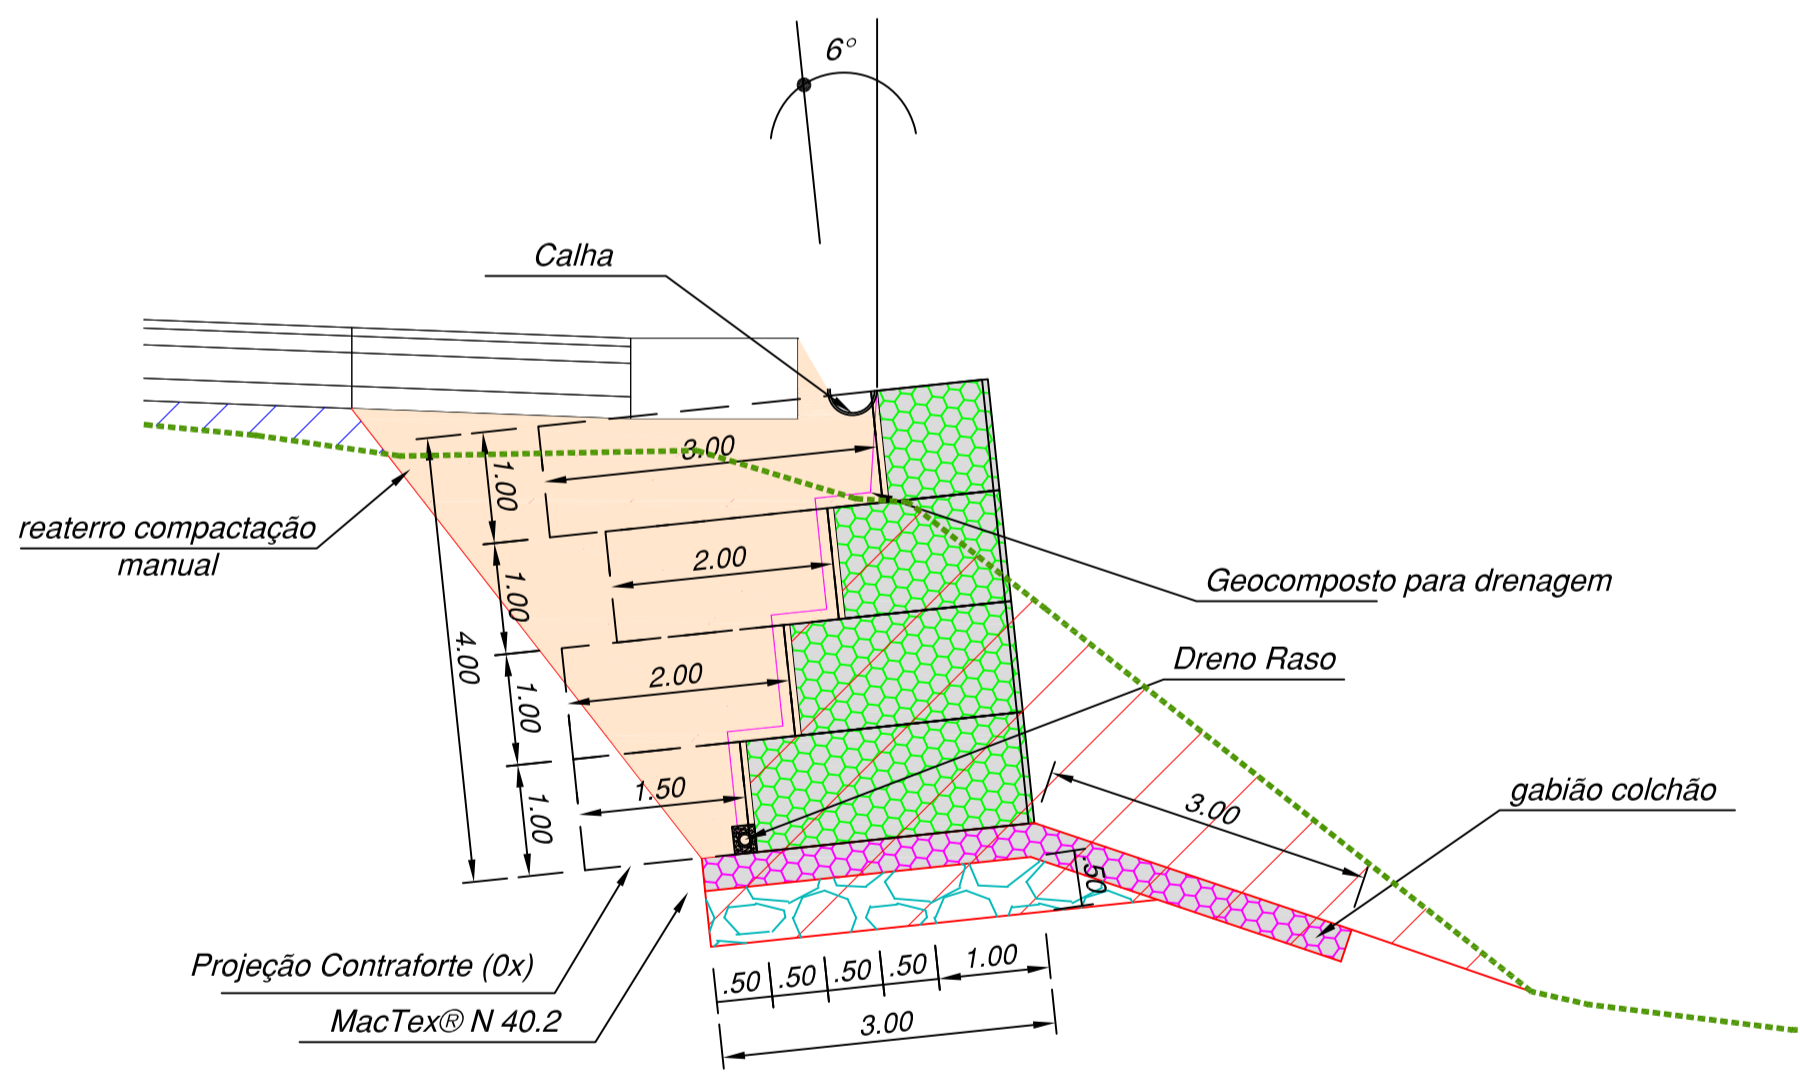 6°
Calha
3.00
1.00
reaterro compactação
manual
2.00
Geocomposto para drenagem
1.00
4.00
2.00
Dreno Raso
1.00
1.50
1.00
3.00
gabião colchão
.50
Projeção Contraforte (0x)
MacTex® N 40.2
.50 .50 .50 .50 1.00
3.00